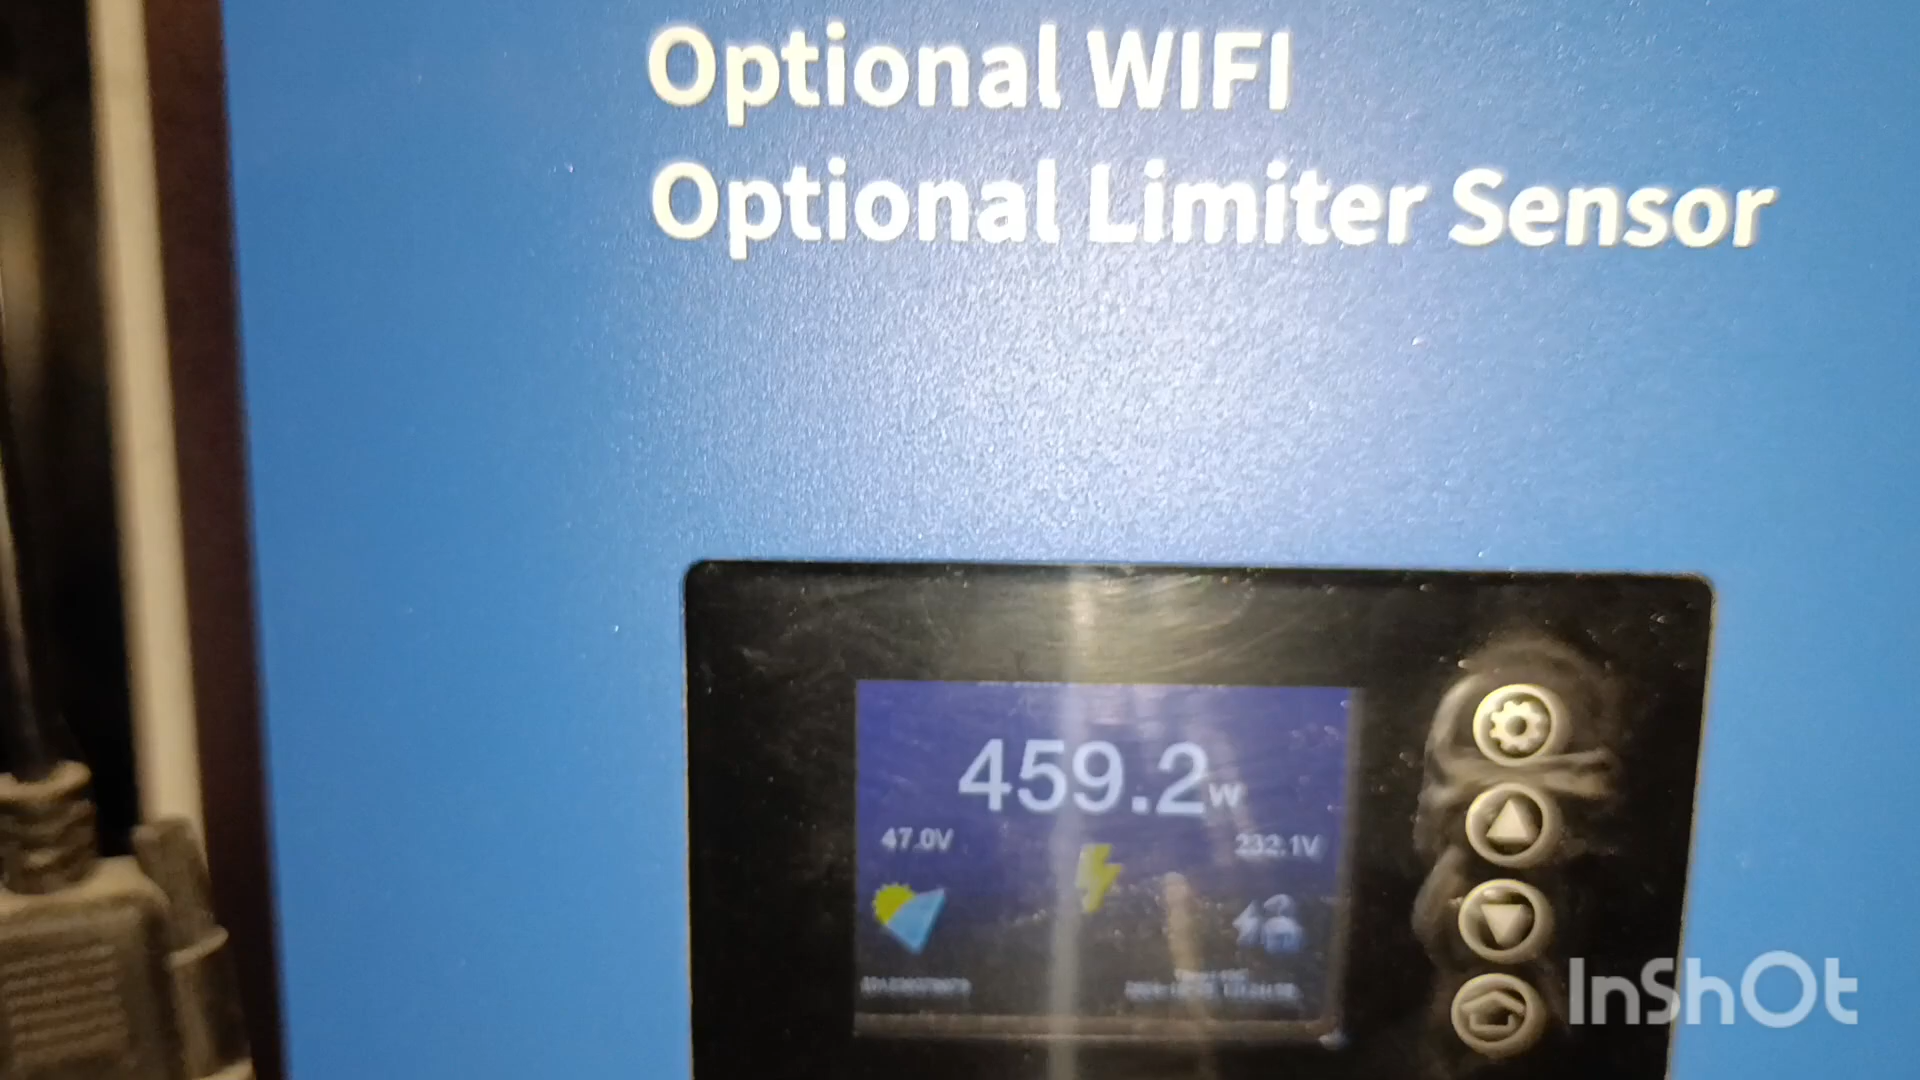 Optional WIFI
Optional Limiter Sensor
459.2W
47.0V
232.1V
InShOt